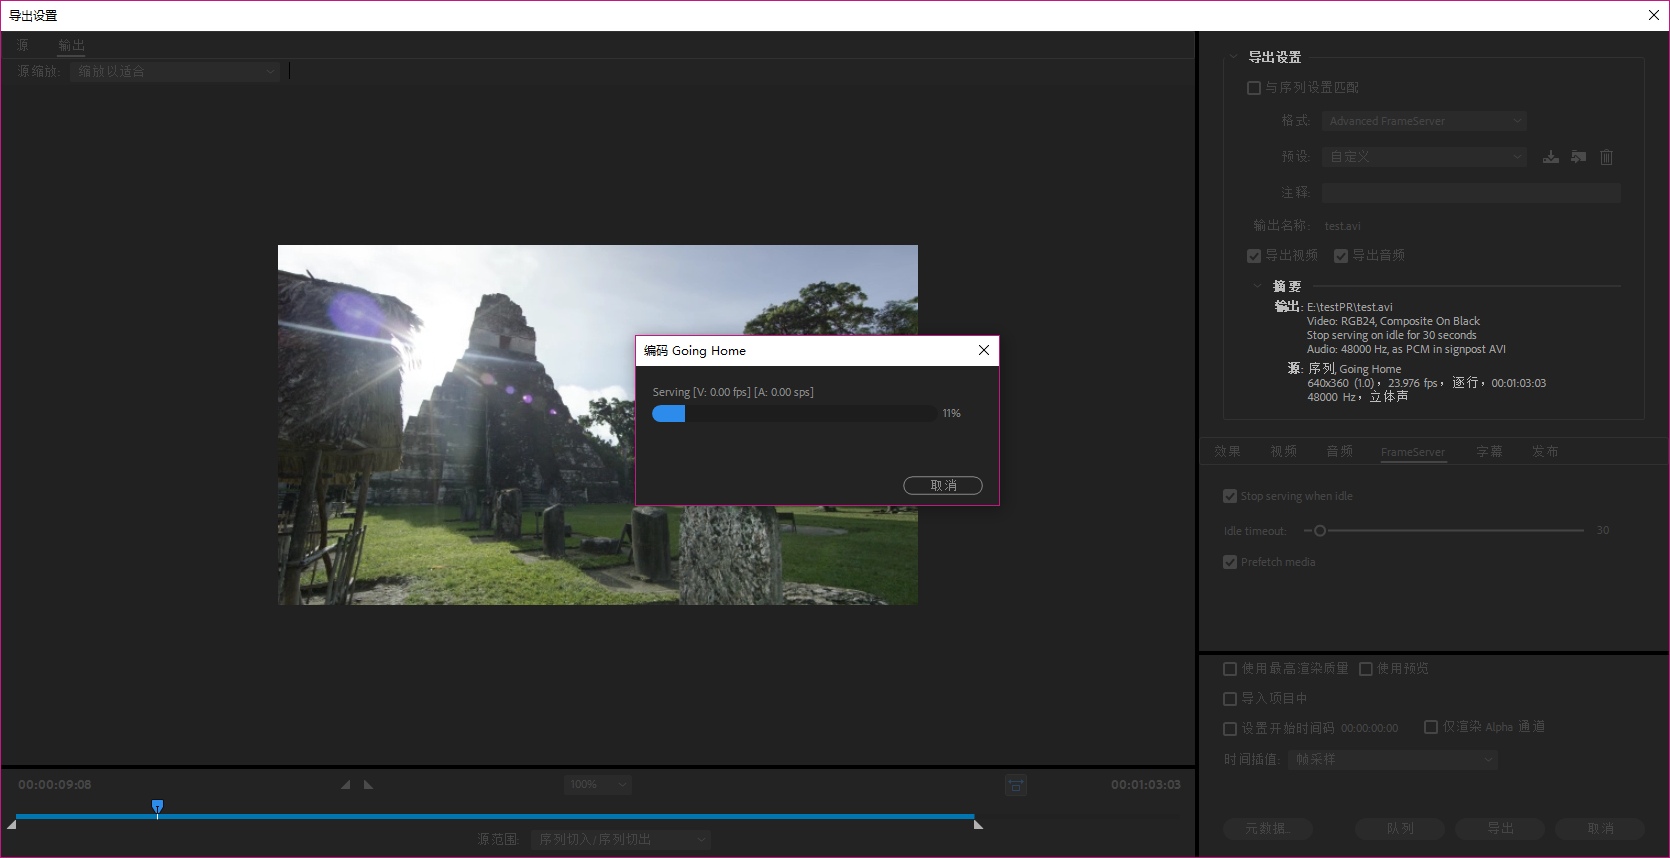 导出设置
源 输出
源缩放: 缩放以适合
导出设置
与序列设置匹配
格式: Advanced FrameServer
预设: 自定义
注释:
输出名称: test.avi
导出视频 导出音频
摘要
输出: E:\testPR\test.avi
Video: RGB24, Composite On Black
Stop serving on idle for 30 seconds
Audio: 48000 Hz, as PCM in signpost AVI
源: 序列, Going Home
640x360 (1.0)，23.976 fps，逐行，00:01:03:03
48000 Hz，立体声
编码 Going Home
Serving [V: 0.00 fps] [A: 0.00 sps]
11%
取消
效果 视频 音频 FrameServer 字幕 发布
Stop serving when idle
Idle timeout: 30
Prefetch media
使用最高渲染质量 使用预览
导入项目中
设置开始时间码 00:00:00:00 仅渲染 Alpha 通道
时间插值: 帧采样
元数据... 队列 导出 取消
00:00:09:08 100% 00:01:03:03
源范围: 序列切入/序列切出